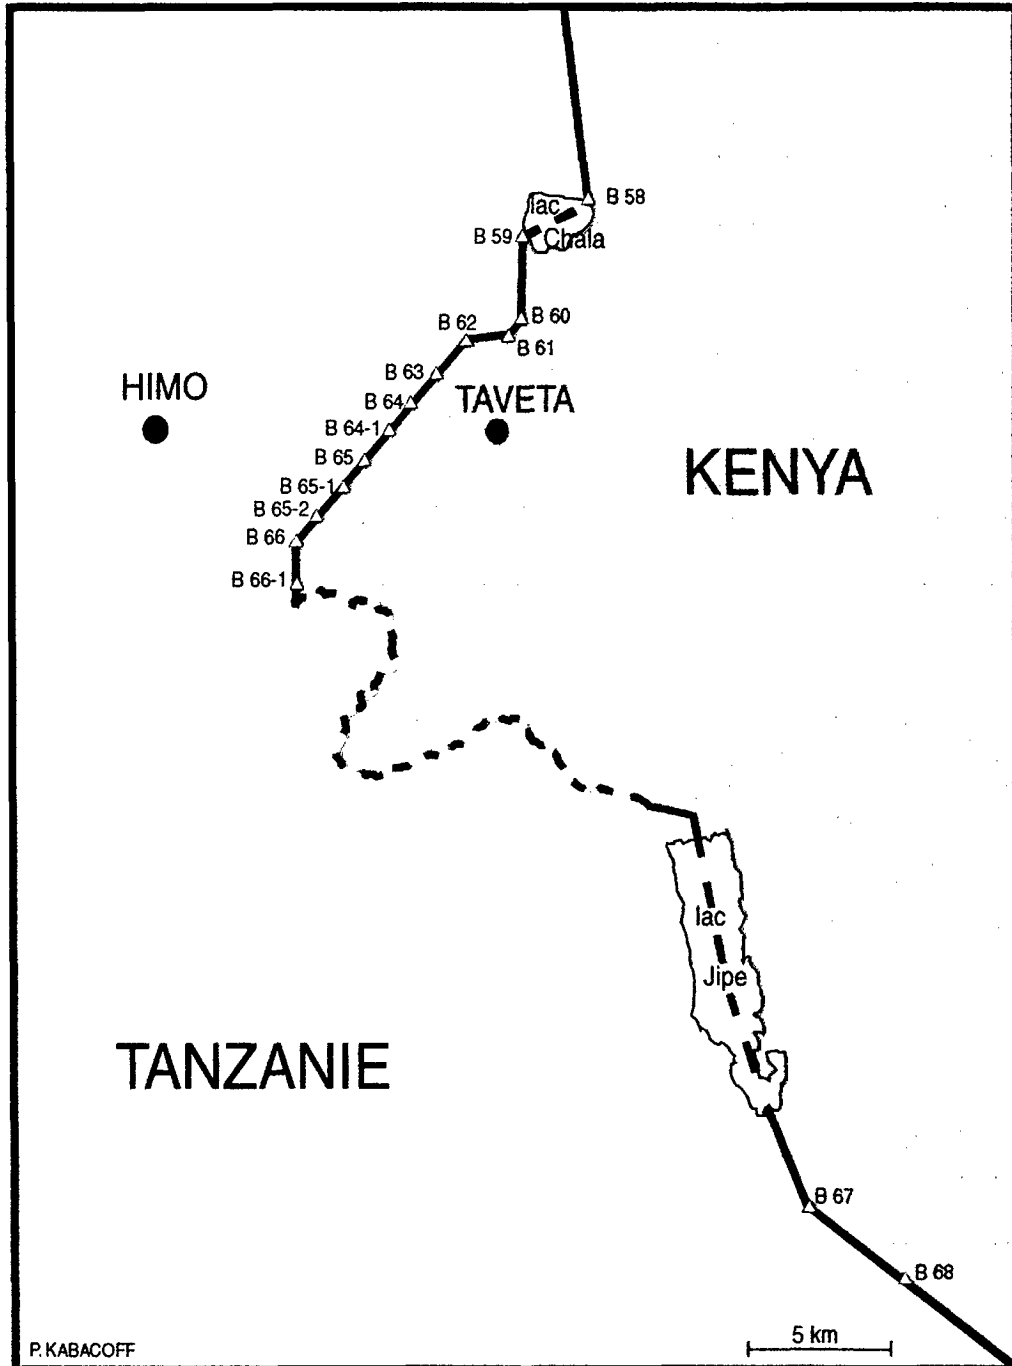 B 58
lac
Chala
B 59
B 60
B 62
B 61
B 63
HIMO
TAVETA
B 64
B 64-1
KENYA
B 65
B 65-1
B 65-2
B 66
B 66-1
lac
Jipe
TANZANIE
B 67
B 68
5 km
P. KABACOFF